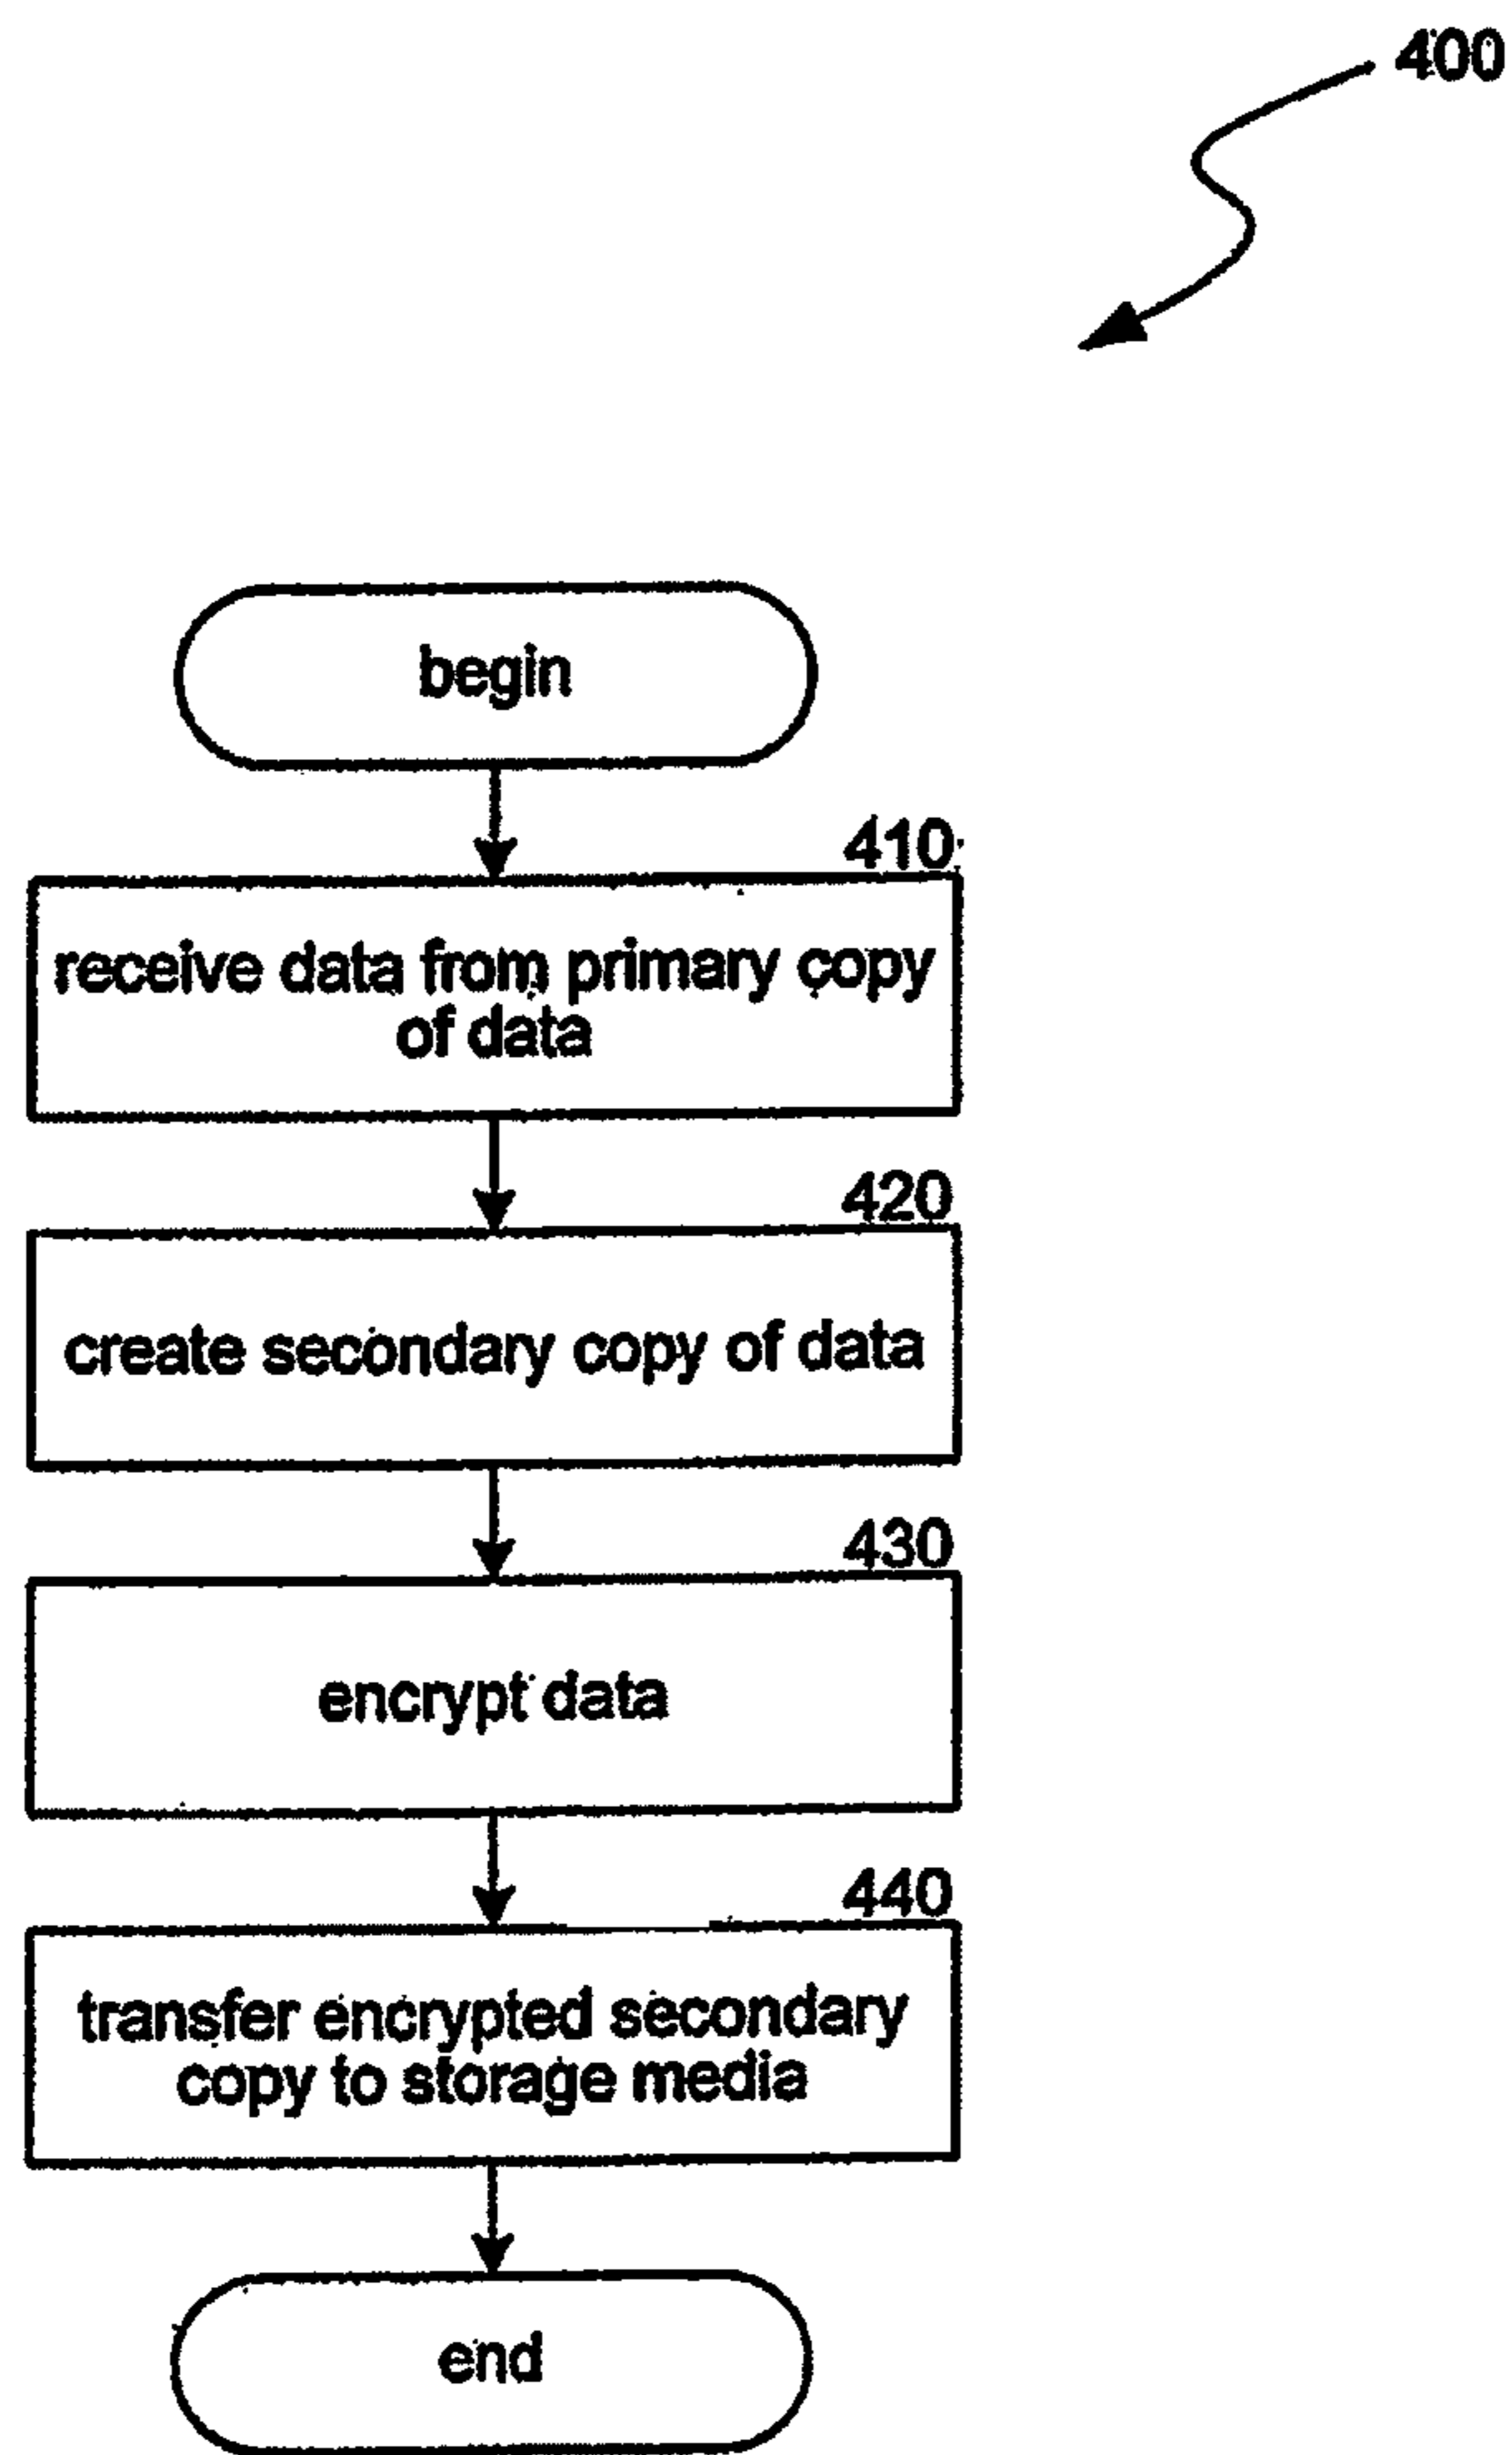 400
begin
410
receive data from primary copy
of data
420
create secondary copy of data
430
encrypt data
440
transfer encrypted secondary
copy to storage media
end